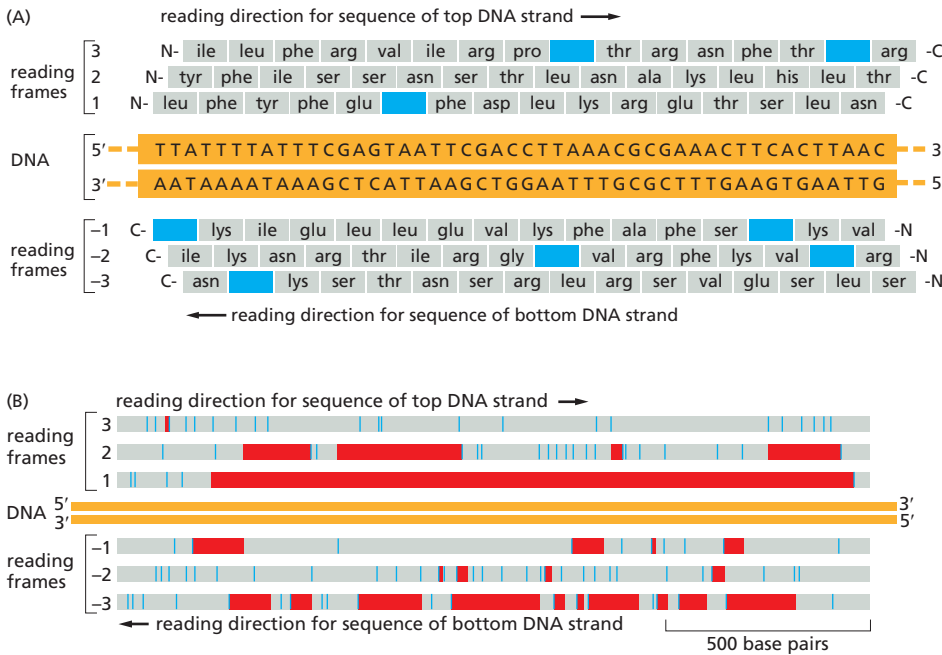 (A)
reading direction for sequence of top DNA strand
reading frames
3 N- ile leu phe arg val ile arg pro thr arg asn phe thr arg -C
2 N- tyr phe ile ser ser asn ser thr leu asn ala lys leu his leu thr -C
1 N- leu phe tyr phe glu phe asp leu lys arg glu thr ser leu asn -C
DNA
5′ TTATTTTATTTCGAGTAATTCGACCTTAAACGCGAAACTTCACTTAAC 3
3′ AATAAAATAAAGCTCATTAAGCTGGAATTTGCGCTTTGAAGTGAATTG 5
reading frames
–1 C- lys ile glu leu leu glu val lys phe ala phe ser lys val -N
–2 C- ile lys asn arg thr ile arg gly val arg phe lys val arg -N
–3 C- asn lys ser thr asn ser arg leu arg ser val glu ser leu ser -N
reading direction for sequence of bottom DNA strand
(B)
reading direction for sequence of top DNA strand
reading frames
3
2
1
DNA
5′ 3′
3′ 5′
reading frames
–1
–2
–3
reading direction for sequence of bottom DNA strand
500 base pairs